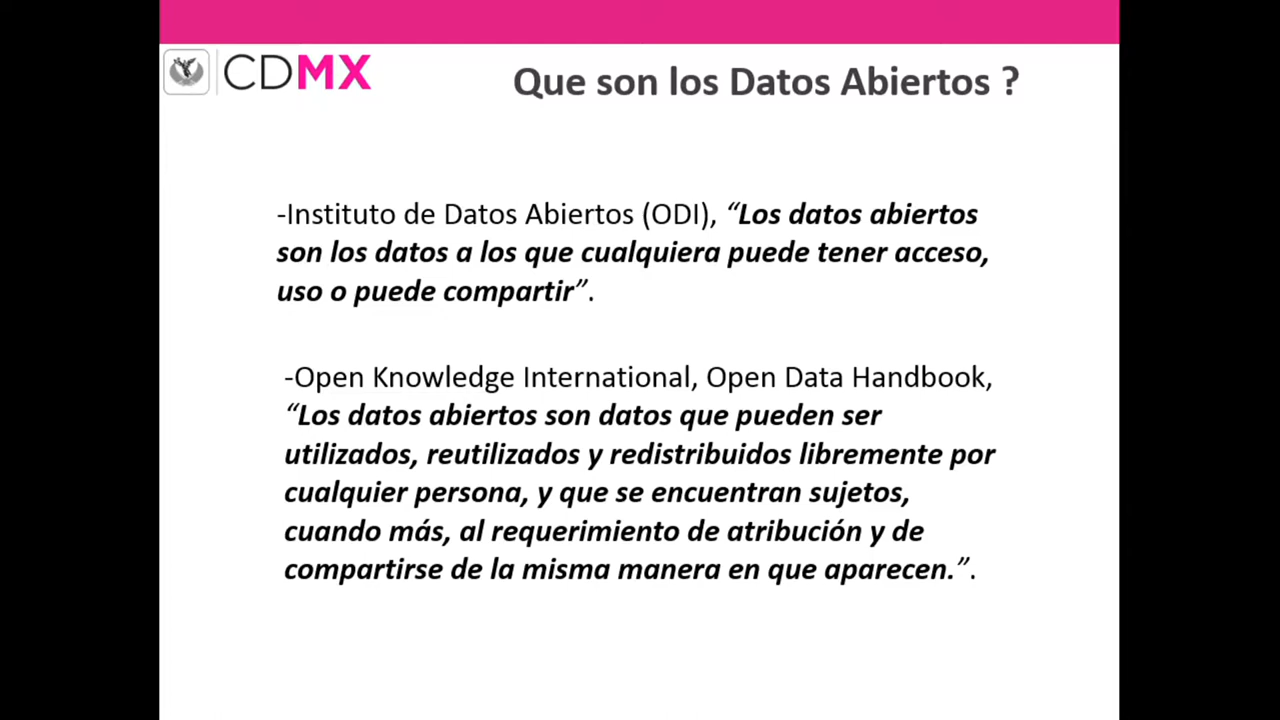 CDMX
Que son los Datos Abiertos ?
-Instituto de Datos Abiertos (ODI), “Los datos abiertos
son los datos a los que cualquiera puede tener acceso,
uso o puede compartir”.
-Open Knowledge International, Open Data Handbook,
“Los datos abiertos son datos que pueden ser
utilizados, reutilizados y redistribuidos libremente por
cualquier persona, y que se encuentran sujetos,
cuando más, al requerimiento de atribución y de
compartirse de la misma manera en que aparecen.”.